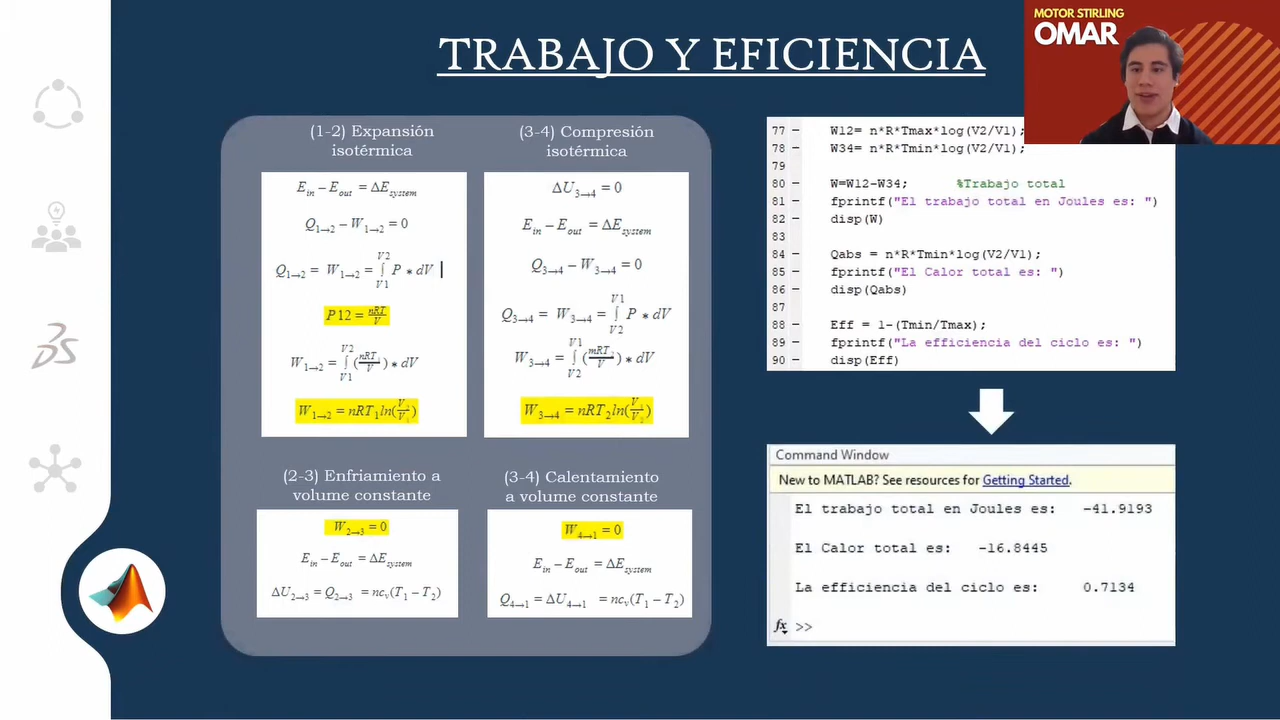 MOTOR STIRLING
OMAR
TRABAJO Y EFICIENCIA
(1-2) Expansión
isotérmica
E_in − E_out = ΔE_system
Q_1→2 − W_1→2 = 0
Q_1→2 = W_1→2 = ∫_V1^V2 P * dV
P12 = nRT/V
W_1→2 = ∫_V1^V2 (nRT/V) * dV
W_1→2 = nRT_1 ln(V_2/V_1)
(3-4) Compresión
isotérmica
ΔU_3→4 = 0
E_in − E_out = ΔE_system
Q_3→4 − W_3→4 = 0
Q_3→4 = W_3→4 = ∫_V2^V1 P * dV
W_3→4 = ∫_V2^V1 (mRT/V) * dV
W_3→4 = nRT_2 ln(V/V)
(2-3) Enfriamiento a
volume constante
W_2→3 = 0
E_in − E_out = ΔE_system
ΔU_2→3 = Q_2→3 = nc_v(T_1 − T_2)
(3-4) Calentamiento
a volume constante
W_4→1 = 0
E_in − E_out = ΔE_system
Q_4→1 = ΔU_4→1 = nc_v(T_1 − T_2)
77 − W12= n*R*Tmax*log(V2/V1);
78 − W34= n*R*Tmin*log(V2/V1);
79
80 − W=W12-W34; %Trabajo total
81 − fprintf("El trabajo total en Joules es: ")
82 − disp(W)
83
84 − Qabs = n*R*Tmin*log(V2/V1);
85 − fprintf("El Calor total es: ")
86 − disp(Qabs)
87
88 − Eff = 1-(Tmin/Tmax);
89 − fprintf("La efficiencia del ciclo es: ")
90 − disp(Eff)
Command Window
New to MATLAB? See resources for Getting Started.
El trabajo total en Joules es: -41.9193
El Calor total es: -16.8445
La efficiencia del ciclo es: 0.7134
fx >>
3S